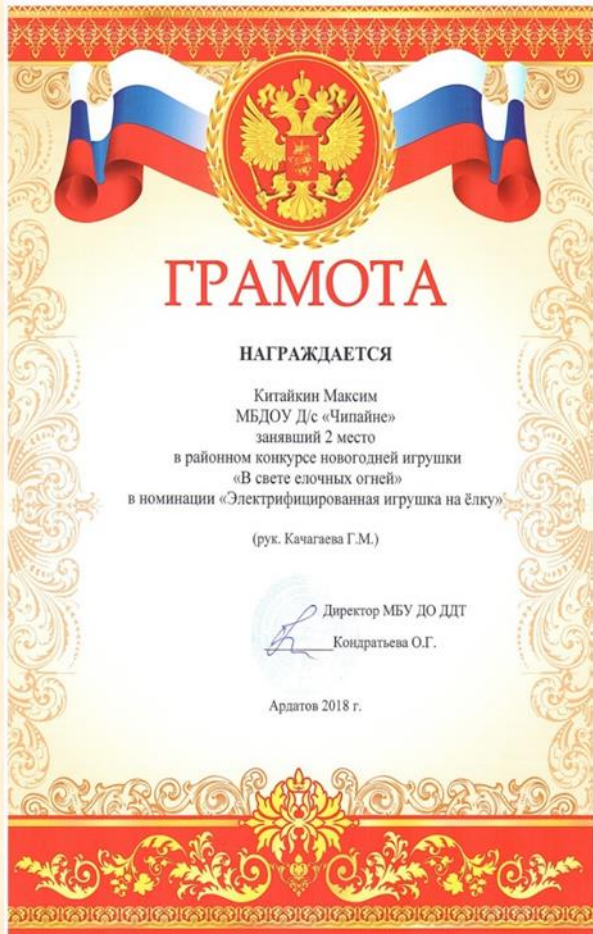 ГРАМОТА
НАГРАЖДАЕТСЯ
Китайкин Максим
МБДОУ Д/с «Чипайне»
занявший 2 место
в районном конкурсе новогодней игрушки
«В свете елочных огней»
в номинации «Электрифицированная игрушка на ёлку»
(рук. Качагаева Г.М.)
Директор МБУ ДО ДДТ
Кондратьева О.Г.
Ардатов 2018 г.